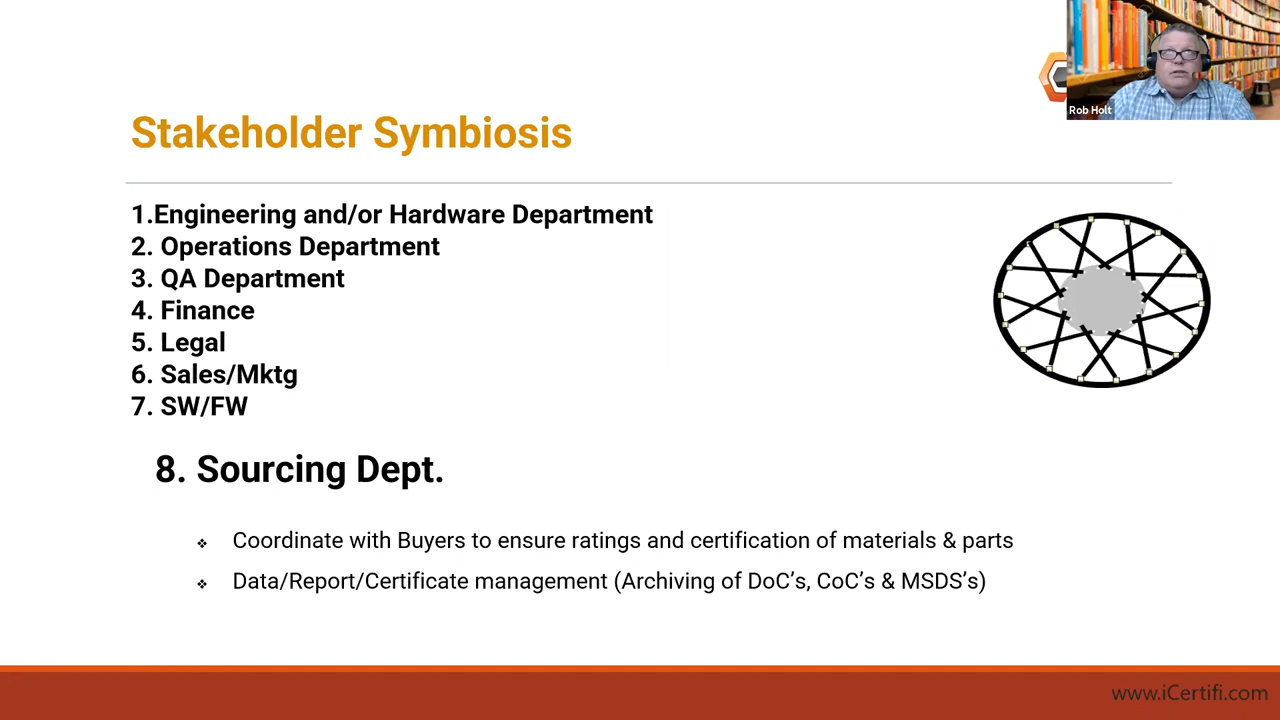 Rob Holt
Stakeholder Symbiosis
1.Engineering and/or Hardware Department
2. Operations Department
3. QA Department
4. Finance
5. Legal
6. Sales/Mktg
7. SW/FW
8. Sourcing Dept.
❖ Coordinate with Buyers to ensure ratings and certification of materials & parts
❖ Data/Report/Certificate management (Archiving of DoC’s, CoC’s & MSDS’s)
www.iCertifi.com